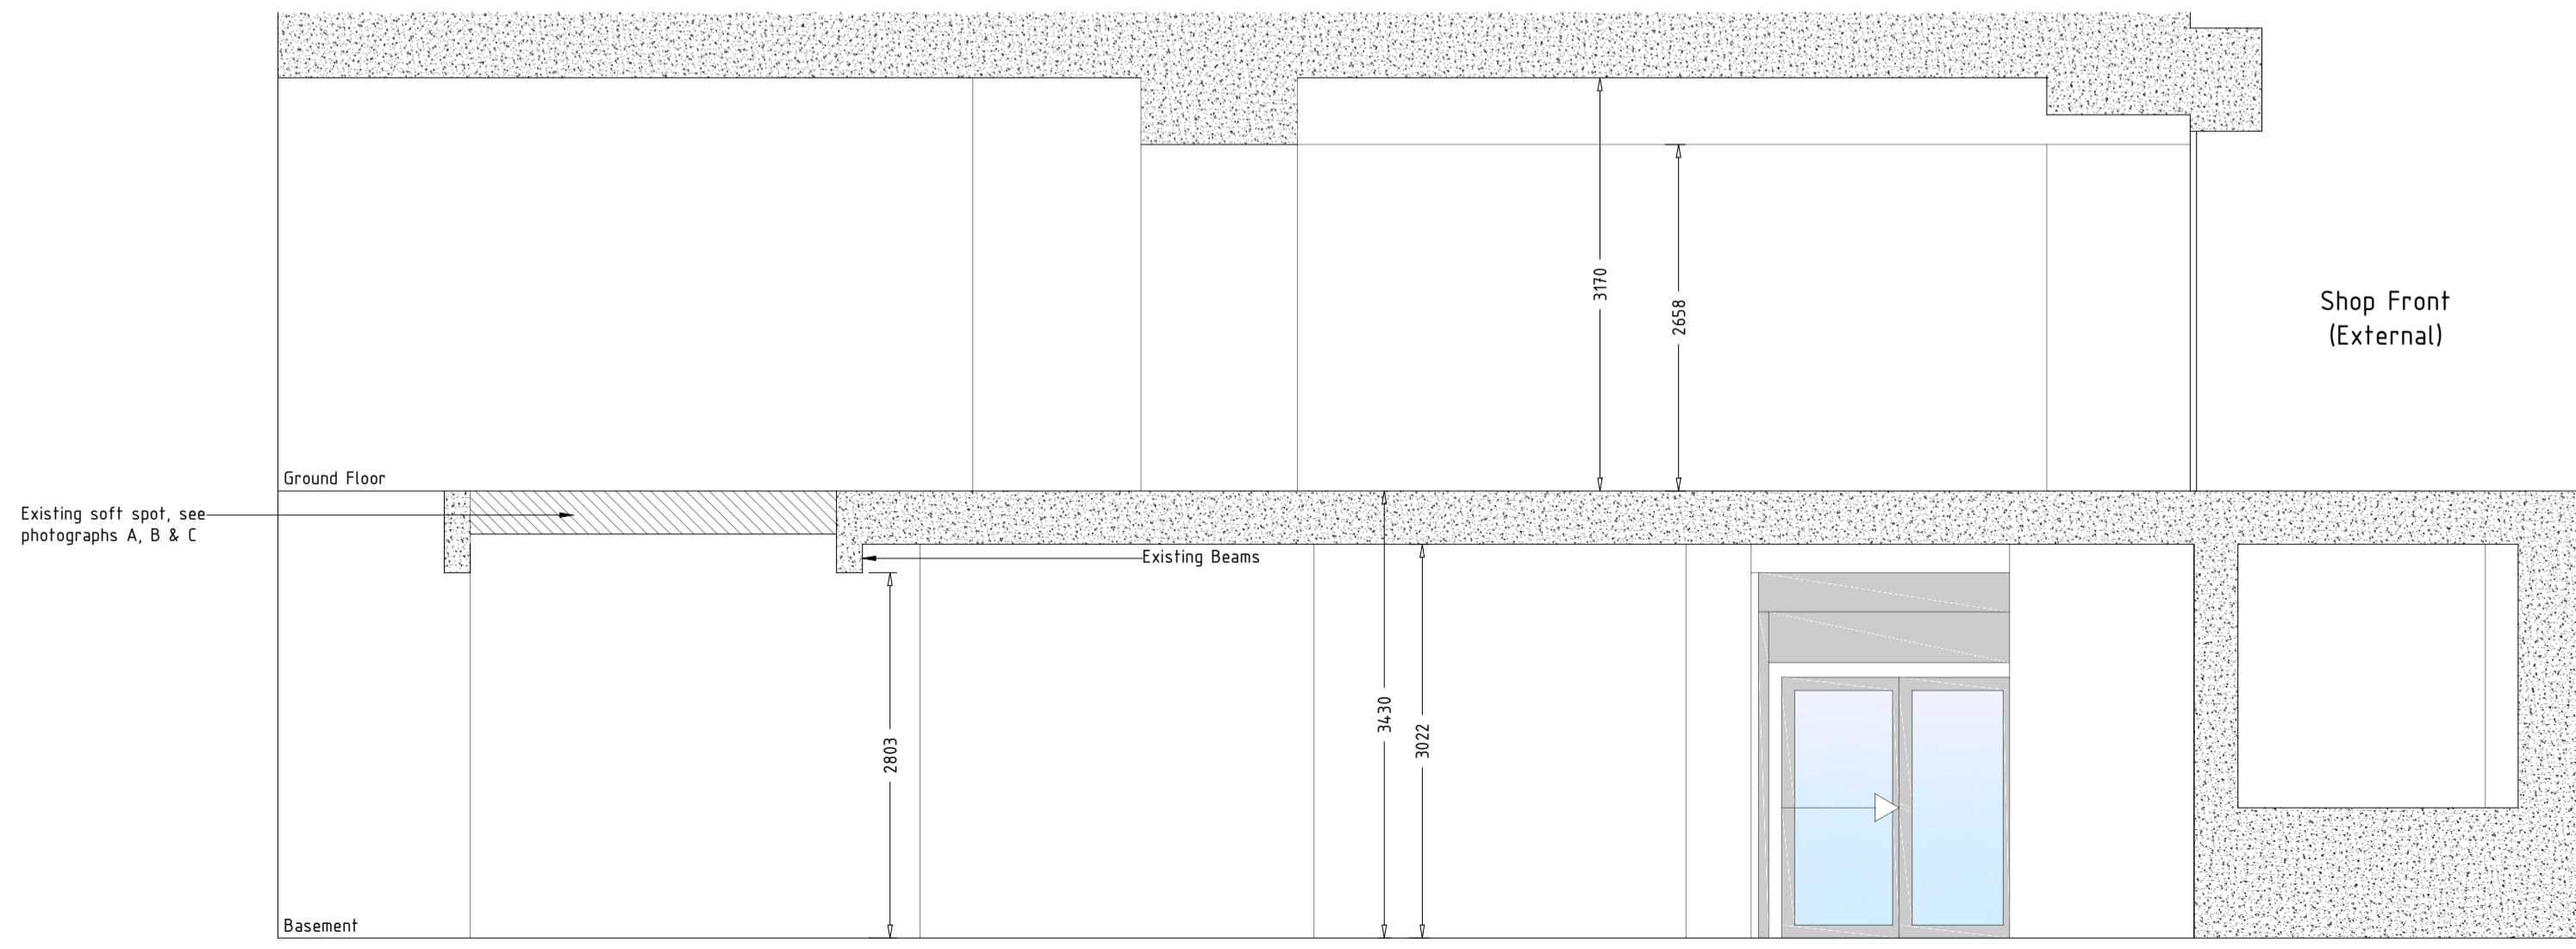 3170
2658
Shop Front
(External)
Ground Floor
Existing soft spot, see
photographs A, B & C
Existing Beams
2803
3430
3022
Basement